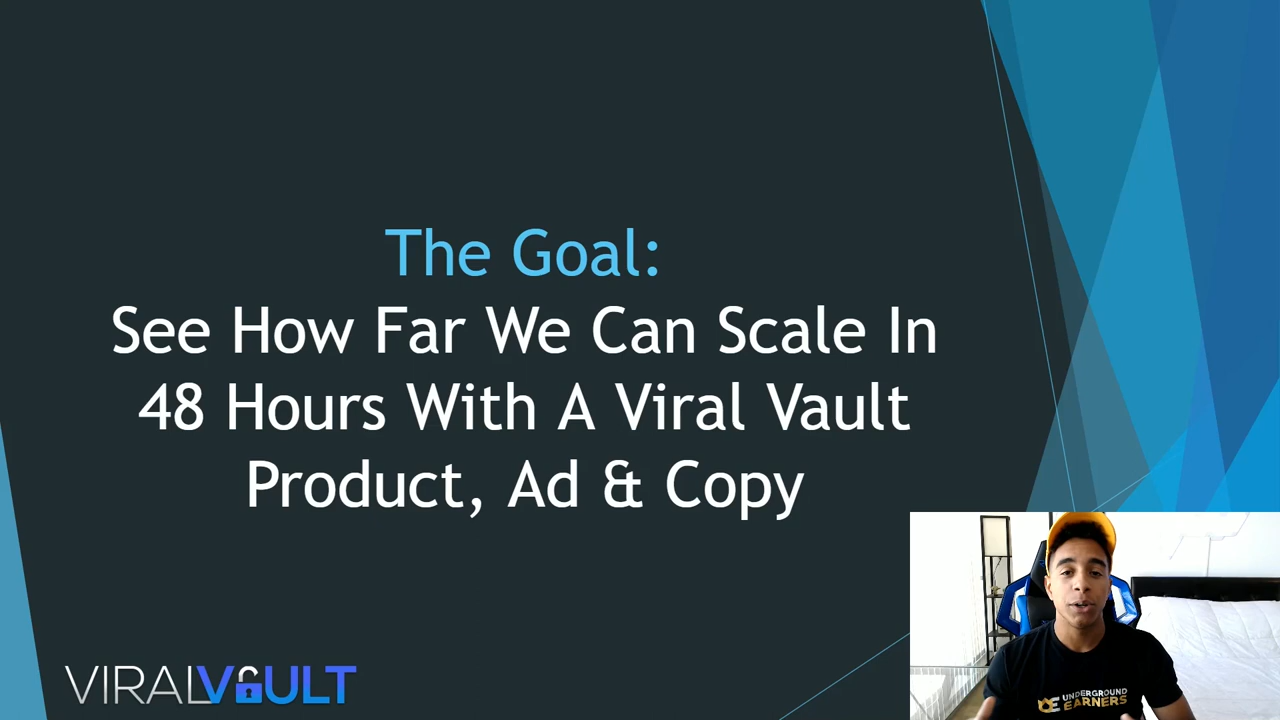 The Goal:
See How Far We Can Scale In
48 Hours With A Viral Vault
Product, Ad & Copy
VIRALVAULT
UNDERGROUND
EARNERS